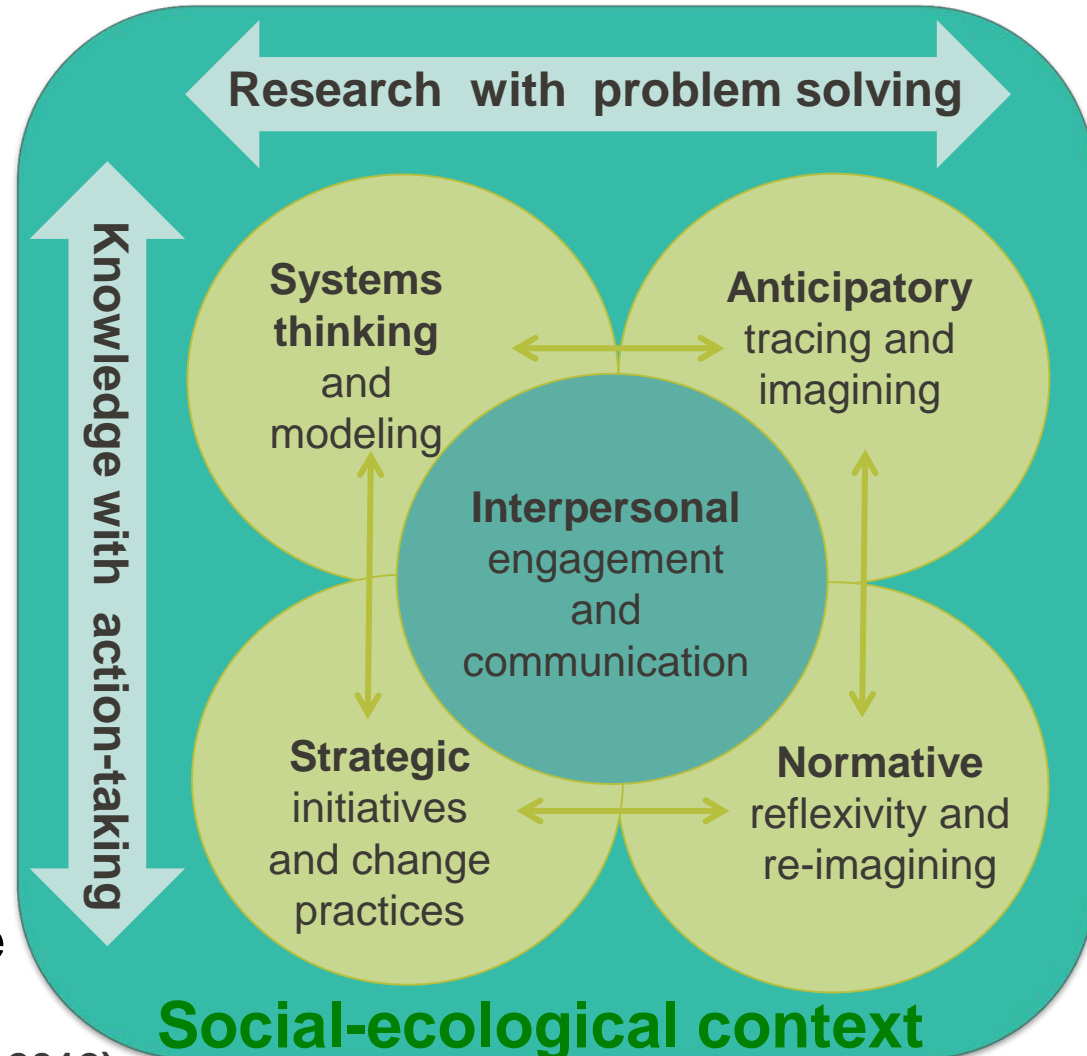 Research with problem solving
Knowledge with action-taking
Systems
thinking
and
modeling
Anticipatory
tracing and
imagining
Interpersonal
engagement
and
communication
Strategic
initiatives
and change
practices
Normative
reflexivity and
re-imagining
Social-ecological context